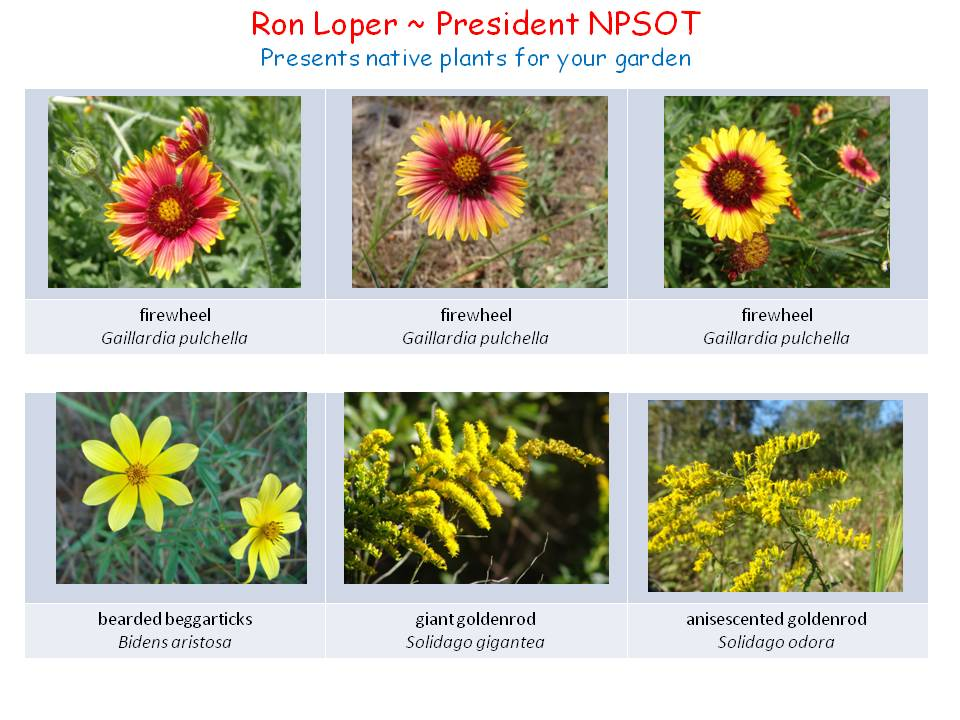 Ron Loper ~ President NPSOT
Presents native plants for your garden
firewheel
Gaillardia pulchella
firewheel
Gaillardia pulchella
firewheel
Gaillardia pulchella
bearded beggarticks
Bidens aristosa
giant goldenrod
Solidago gigantea
anisescented goldenrod
Solidago odora